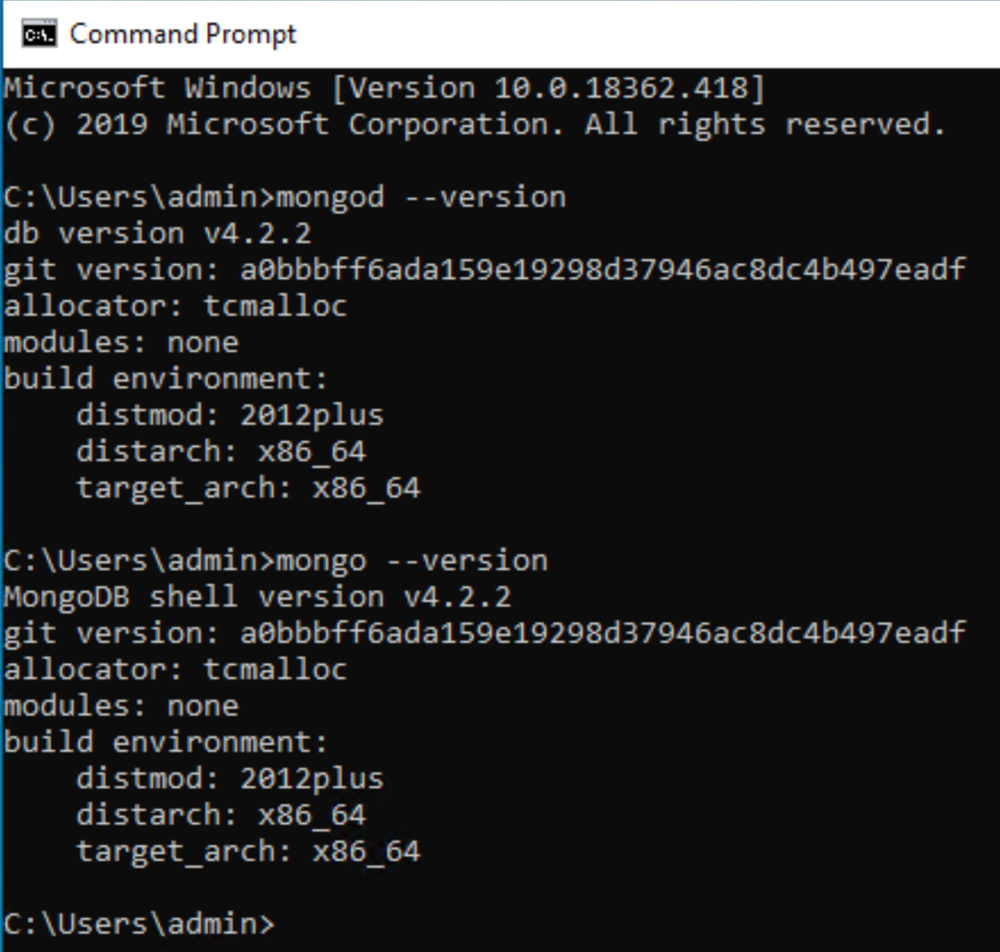 Command Prompt
Microsoft Windows [Version 10.0.18362.418]
(c) 2019 Microsoft Corporation. All rights reserved.
C:\Users\admin>mongod --version
db version v4.2.2
git version: a0bbbff6ada159e19298d37946ac8dc4b497eadf
allocator: tcmalloc
modules: none
build environment:
    distmod: 2012plus
    distarch: x86_64
    target_arch: x86_64
C:\Users\admin>mongo --version
MongoDB shell version v4.2.2
git version: a0bbbff6ada159e19298d37946ac8dc4b497eadf
allocator: tcmalloc
modules: none
build environment:
    distmod: 2012plus
    distarch: x86_64
    target_arch: x86_64
C:\Users\admin>